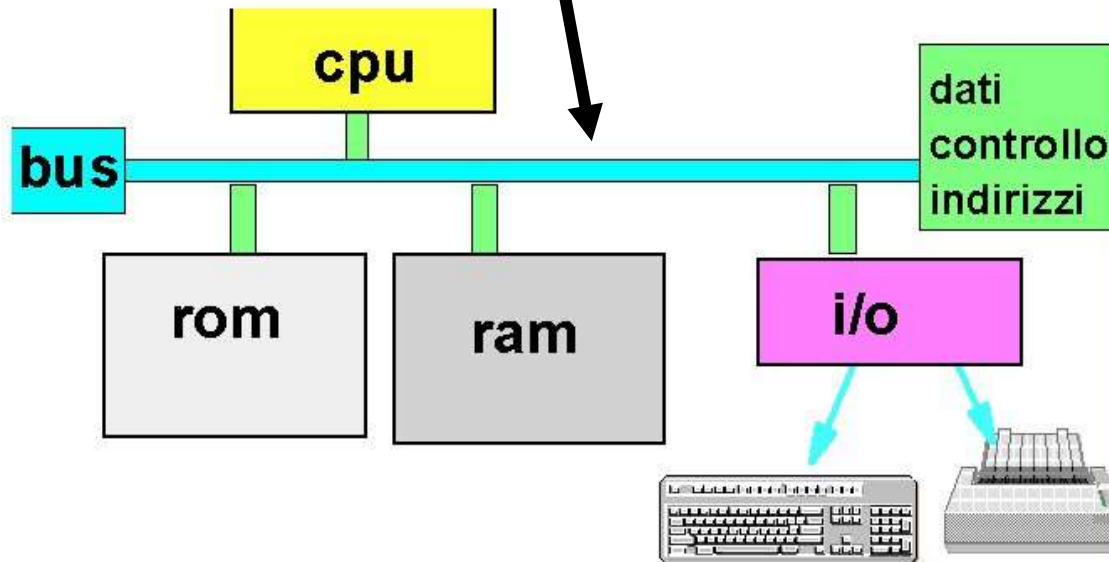 cpu
bus
dati
controllo
indirizzi
rom
ram
i/o